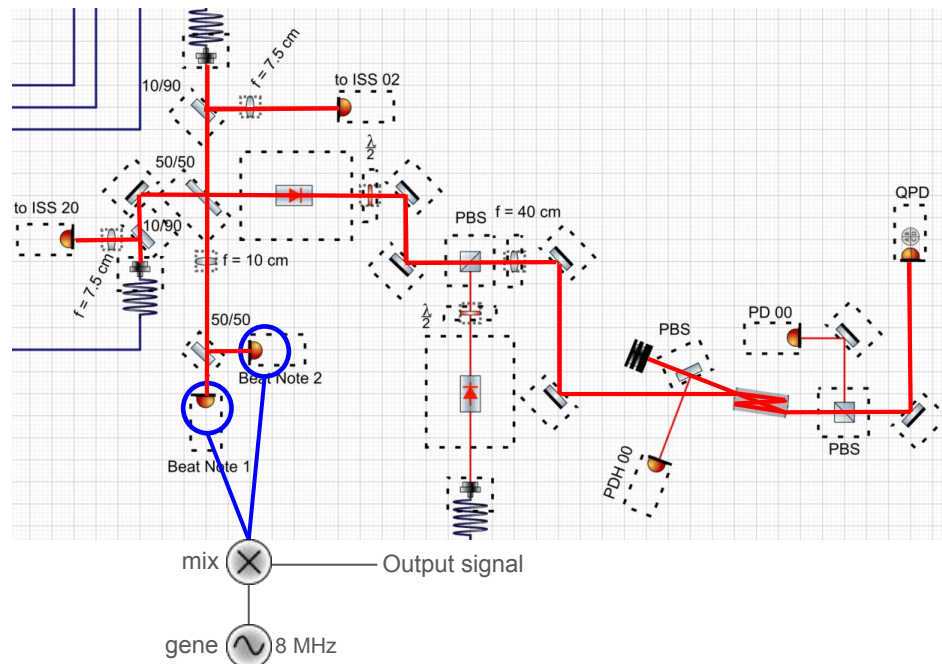 f = 7.5 cm
10/90
to ISS 02
50/50
λ
2
to ISS 20
10/90
PBS
f = 40 cm
QPD
f = 7.5 cm
f = 10 cm
λ
2
50/50
PD 00
PBS
Beat Note 2
PBS
Beat Note 1
PDH 00
mix
Output signal
gene
8 MHz